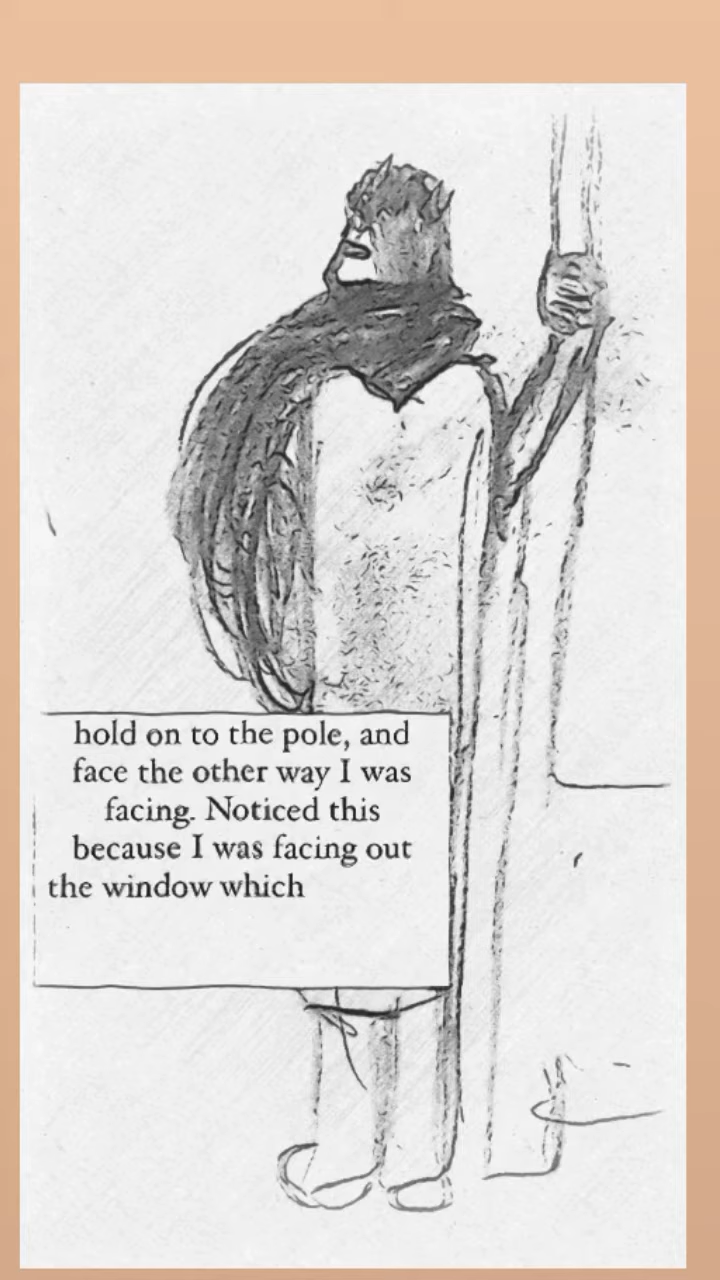 hold on to the pole, and
face the other way I was
facing. Noticed this
because I was facing out
the window which